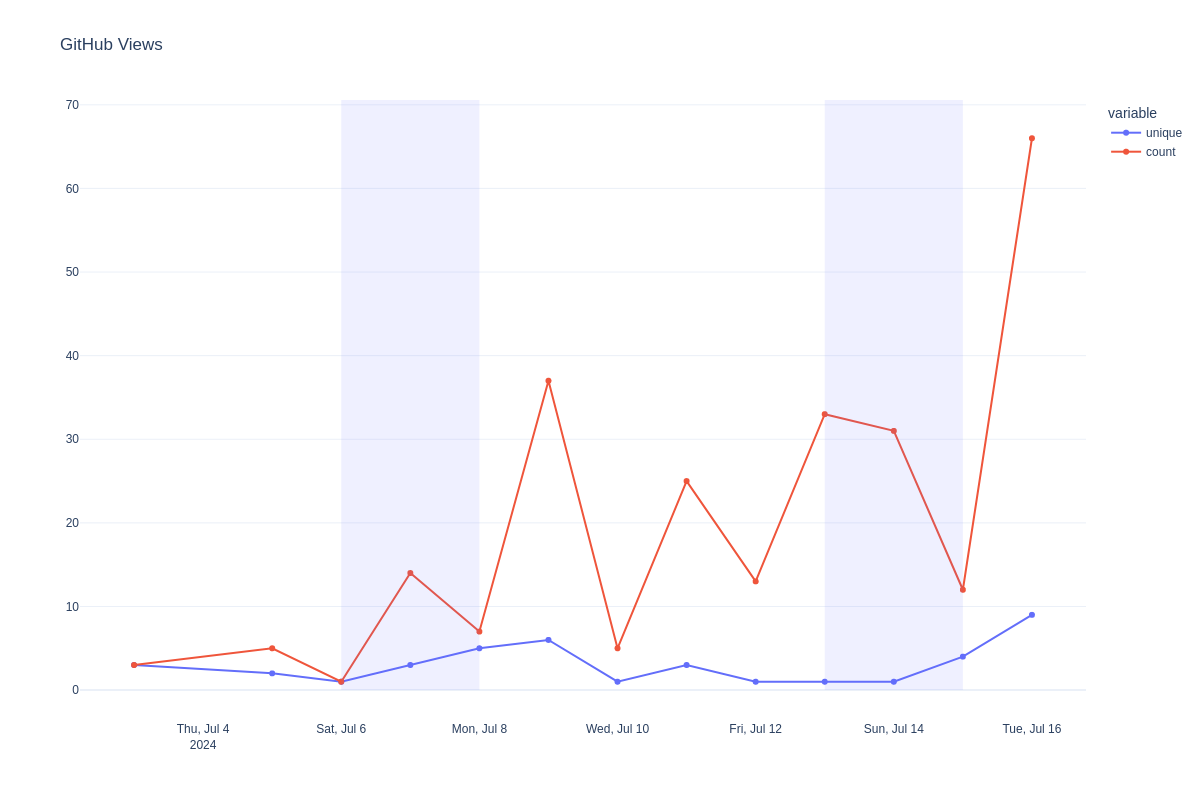 GitHub Views
variable
unique
count
70
60
50
40
30
20
10
0
Thu, Jul 4
2024
Sat, Jul 6
Mon, Jul 8
Wed, Jul 10
Fri, Jul 12
Sun, Jul 14
Tue, Jul 16